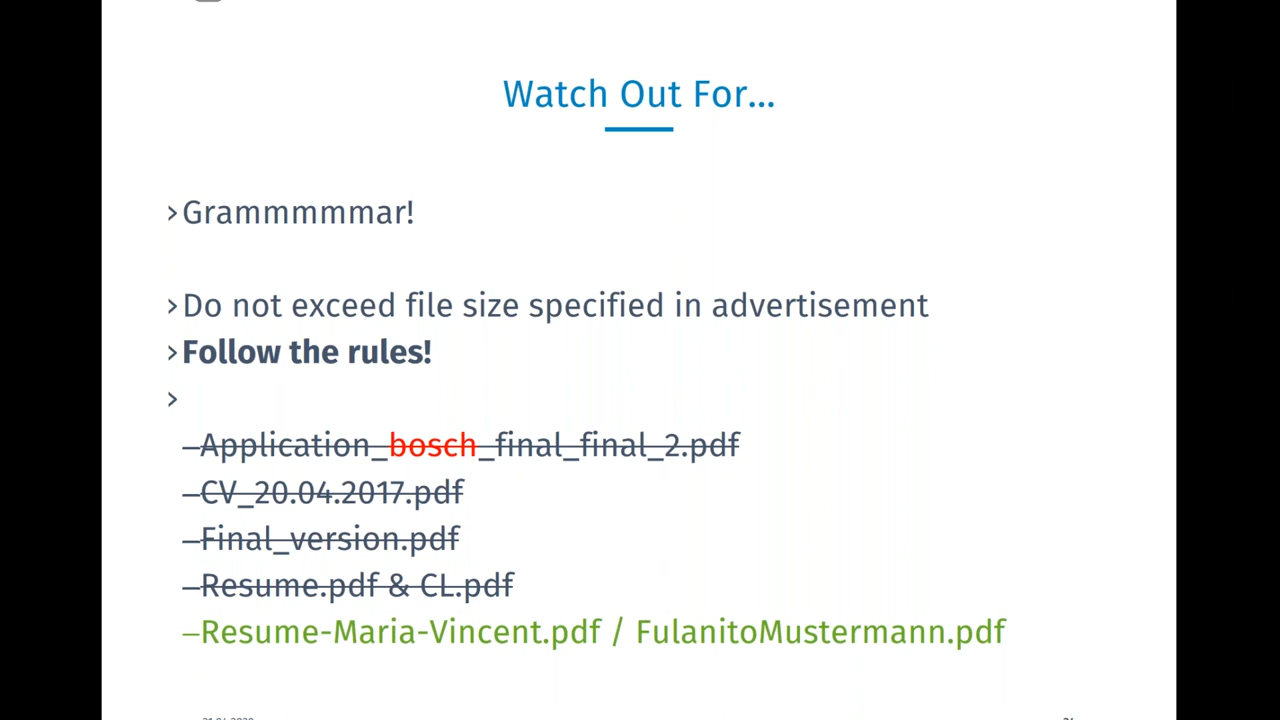 Watch Out For...
›Grammmmmar!
›Do not exceed file size specified in advertisement
›Follow the rules!
›
–Application_bosch_final_final_2.pdf
–CV_20.04.2017.pdf
–Final_version.pdf
–Resume.pdf & CL.pdf
–Resume-Maria-Vincent.pdf / FulanitoMustermann.pdf